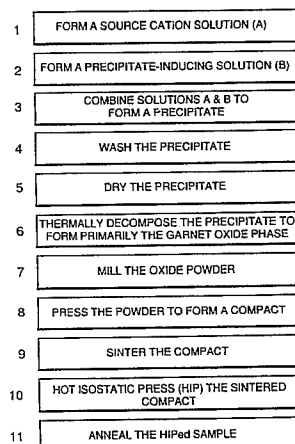 1 FORM A SOURCE CATION SOLUTION (A)
2 FORM A PRECIPITATE-INDUCING SOLUTION (B)
3 COMBINE SOLUTIONS A & B TO
FORM A PRECIPITATE
4 WASH THE PRECIPITATE
5 DRY THE PRECIPITATE
6 THERMALLY DECOMPOSE THE PRECIPITATE TO
FORM PRIMARILY THE GARNET OXIDE PHASE
7 MILL THE OXIDE POWDER
8 PRESS THE POWDER TO FORM A COMPACT
9 SINTER THE COMPACT
10 HOT ISOSTATIC PRESS (HIP) THE SINTERED
COMPACT
11 ANNEAL THE HIPed SAMPLE